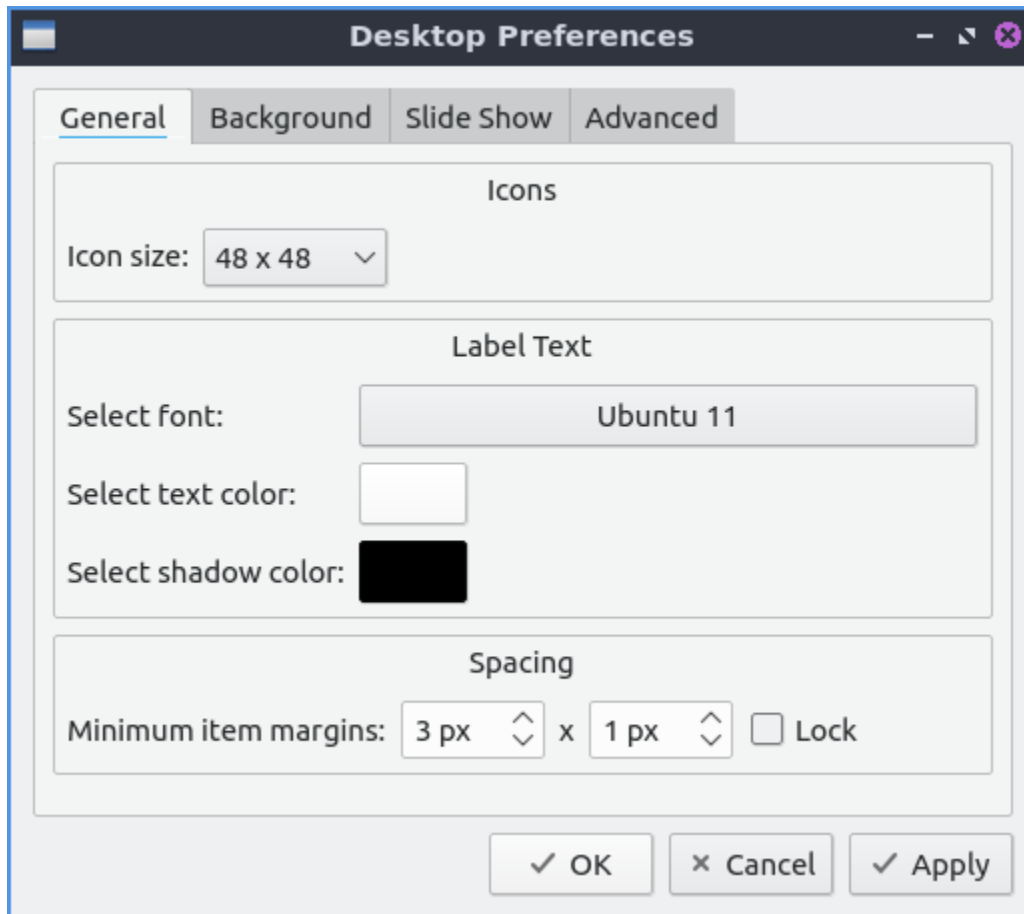 Desktop Preferences
General Background Slide Show Advanced
Icons
Icon size: 48 x 48
Label Text
Select font: Ubuntu 11
Select text color:
Select shadow color:
Spacing
Minimum item margins: 3 px x 1 px Lock
OK Cancel Apply